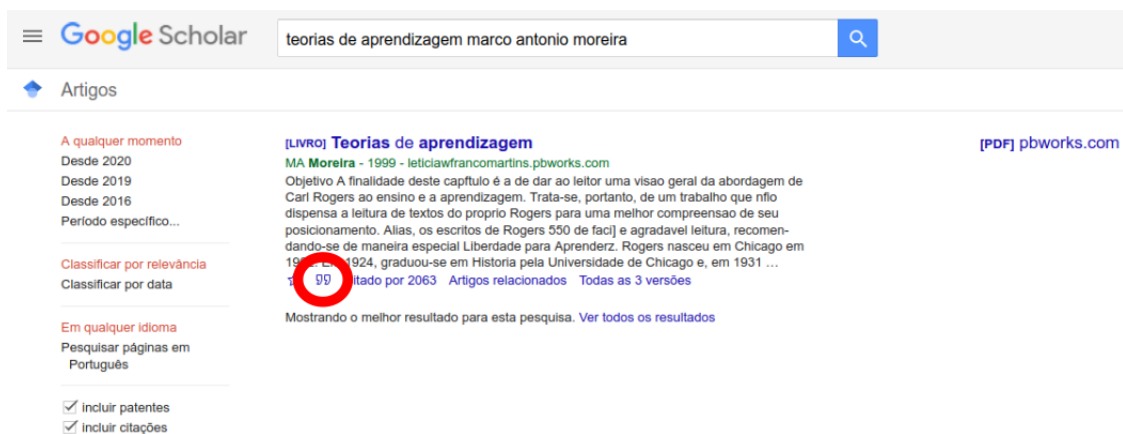 Google Scholar
teorias de aprendizagem marco antonio moreira
Artigos
A qualquer momento
Desde 2020
Desde 2019
Desde 2016
Período específico...
Classificar por relevância
Classificar por data
Em qualquer idioma
Pesquisar páginas em
Português
incluir patentes
incluir citações
[LIVRO] Teorias de aprendizagem
MA Moreira - 1999 - leticiawfrancomartins.pbworks.com
Objetivo A finalidade deste capftulo é a de dar ao leitor uma visao geral da abordagem de
Carl Rogers ao ensino e a aprendizagem. Trata-se, portanto, de um trabalho que nfio
dispensa a leitura de textos do proprio Rogers para uma melhor compreensao de seu
posicionamento. Alias, os escritos de Rogers 550 de faci] e agradavel leitura, recomen-
dando-se de maneira especial Liberdade para Aprenderz. Rogers nasceu em Chicago em
1924, graduou-se em Historia pela Universidade de Chicago e, em 1931 ...
itado por 2063 Artigos relacionados Todas as 3 versões
Mostrando o melhor resultado para esta pesquisa. Ver todos os resultados
[PDF] pbworks.com